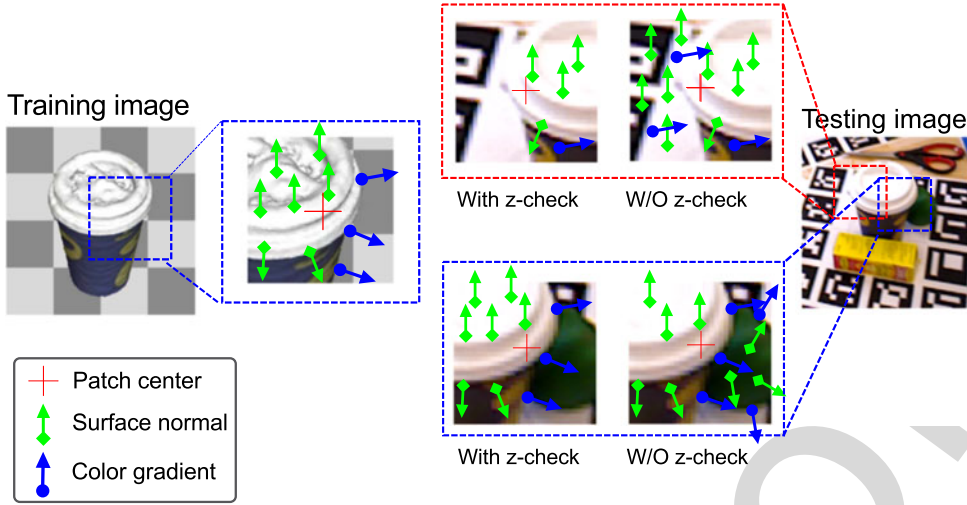 Training image
With z-check
W/O z-check
Testing image
With z-check
W/O z-check
Patch center
Surface normal
Color gradient